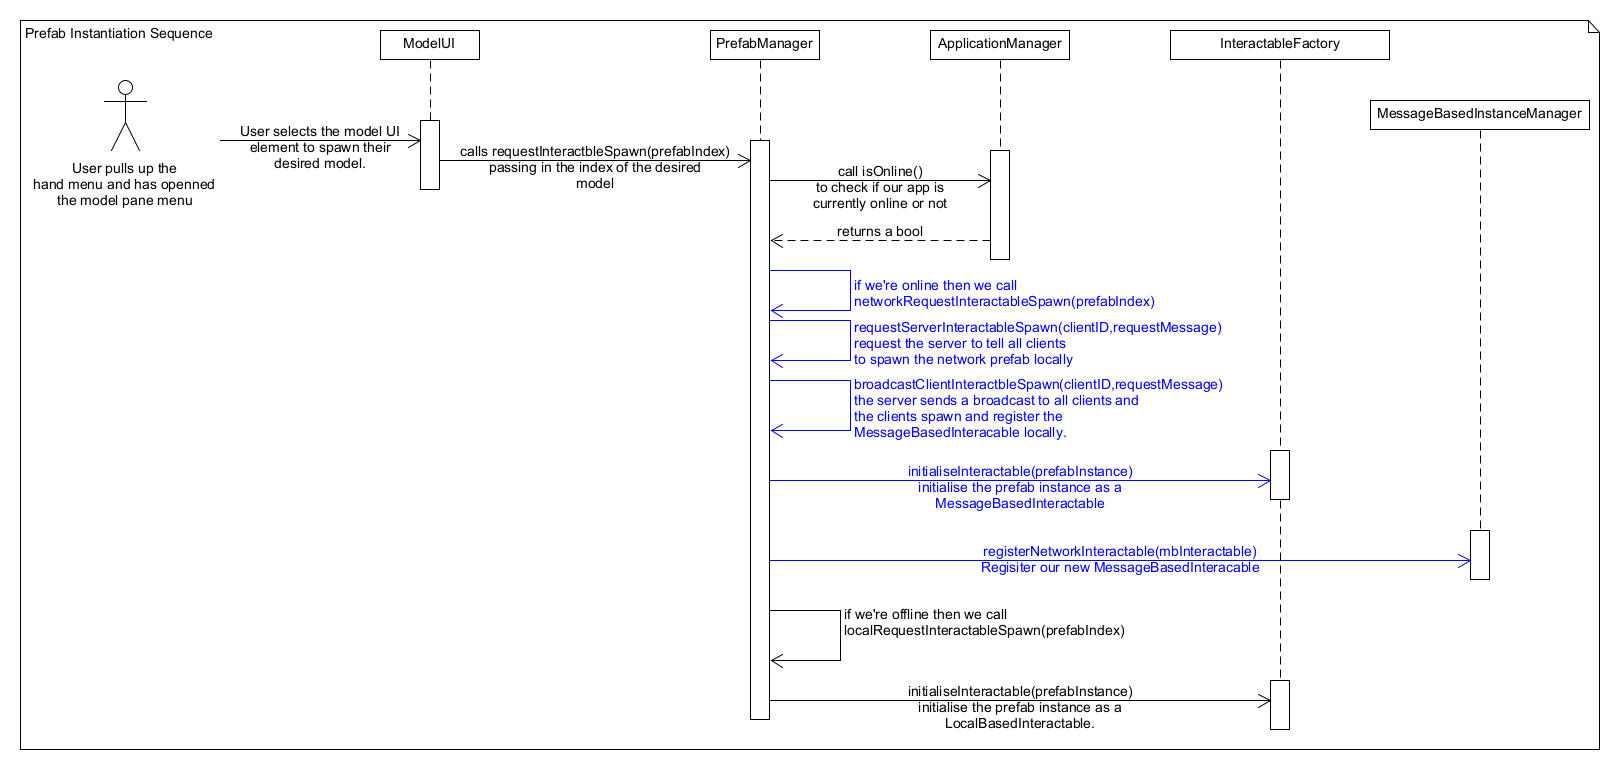 Prefab Instantiation Sequence
ModelUI
PrefabManager
ApplicationManager
InteractableFactory
MessageBasedInstanceManager
User pulls up the
hand menu and has openned
the model pane menu
User selects the model UI
element to spawn their
desired model.
calls requestInteractbleSpawn(prefabIndex)
passing in the index of the desired
model
call isOnline()
to check if our app is
currently online or not
returns a bool
if we're online then we call
networkRequestInteractableSpawn(prefabIndex)
requestServerInteractableSpawn(clientID,requestMessage)
request the server to tell all clients
to spawn the network prefab locally
broadcastClientInteractbleSpawn(clientID,requestMessage)
the server sends a broadcast to all clients and
the clients spawn and register the
MessageBasedInteracable locally.
initialiseInteractable(prefabInstance)
initialise the prefab instance as a
MessageBasedInteractable
registerNetworkInteractable(mbInteractable)
Regisiter our new MessageBasedInteracable
if we're offline then we call
localRequestInteractableSpawn(prefabIndex)
initialiseInteractable(prefabInstance)
initialise the prefab instance as a
LocalBasedInteractable.